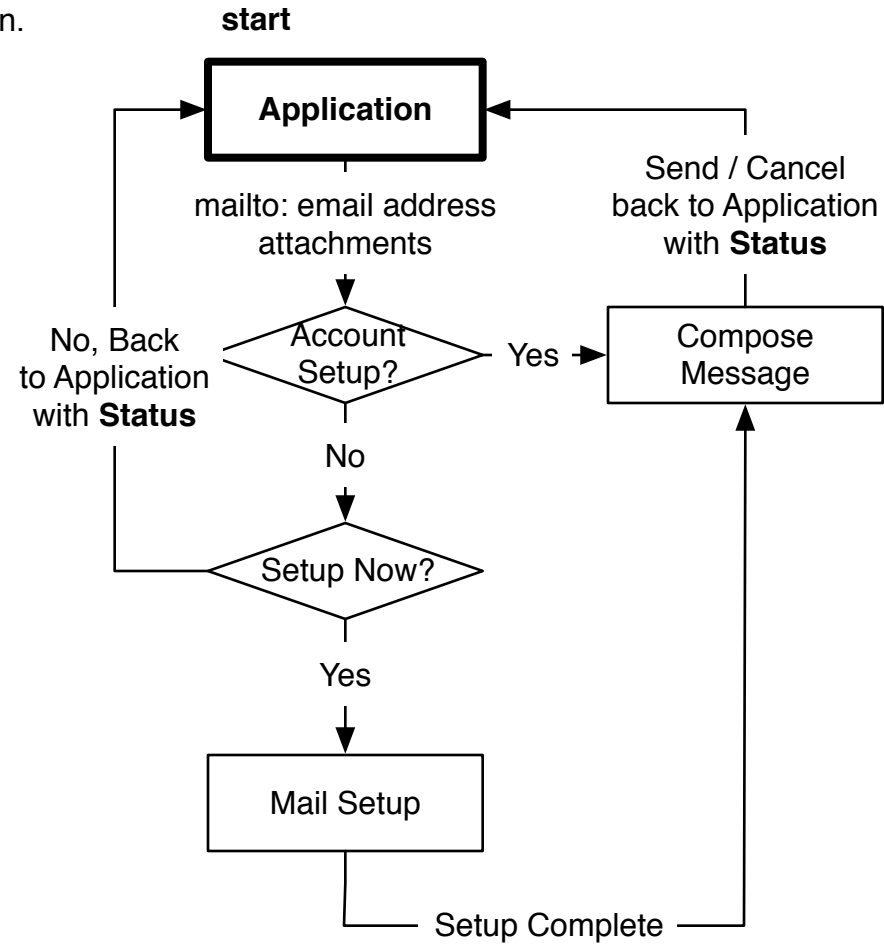 n.
start
Application
mailto: email address
attachments
Send / Cancel
back to Application
with Status
Account
Setup?
Yes
Compose
Message
No, Back
to Application
with Status
No
Setup Now?
Yes
Mail Setup
Setup Complete